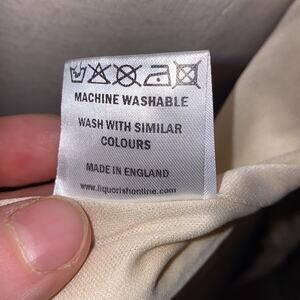 MACHINE WASHABLE
WASH WITH SIMILAR
COLOURS
MADE IN ENGLAND
www.liquorishonline.com